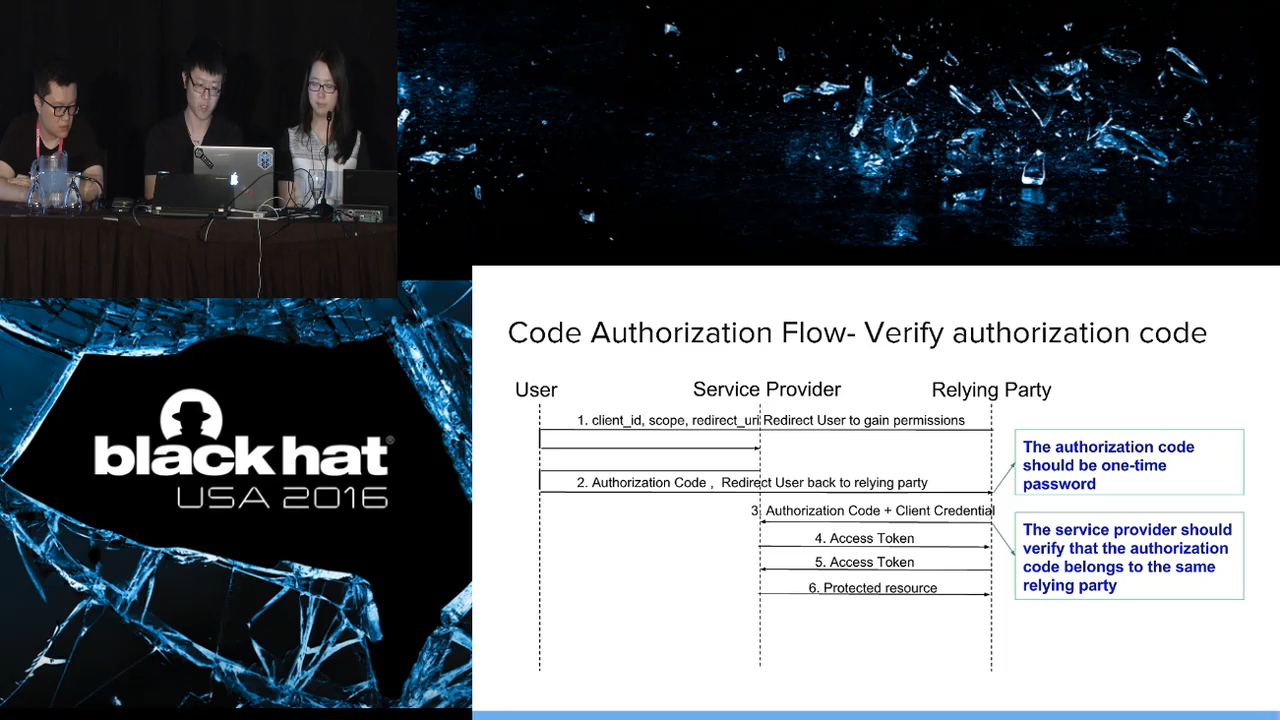 black hat®
USA 2016
Code Authorization Flow- Verify authorization code
User
Service Provider
Relying Party
1. client_id, scope, redirect_uri Redirect User to gain permissions
2. Authorization Code , Redirect User back to relying party
3. Authorization Code + Client Credential
4. Access Token
5. Access Token
6. Protected resource
The authorization code
should be one-time
password
The service provider should
verify that the authorization
code belongs to the same
relying party